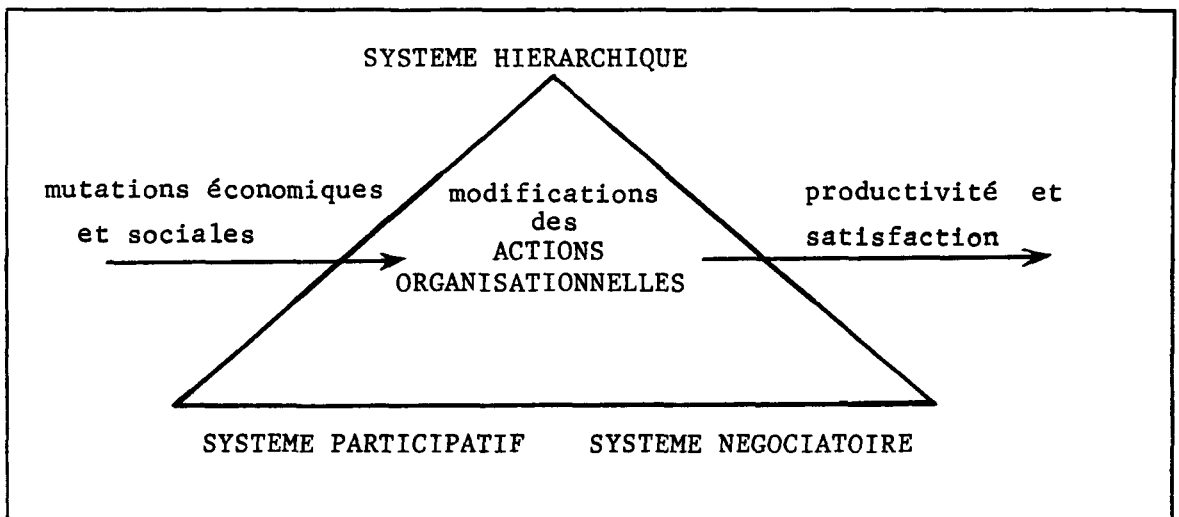 SYSTEME HIERARCHIQUE
mutations économiques
et sociales
modifications
des
ACTIONS
ORGANISATIONNELLES
productivité et
satisfaction
SYSTEME PARTICIPATIF
SYSTEME NEGOCIATOIRE